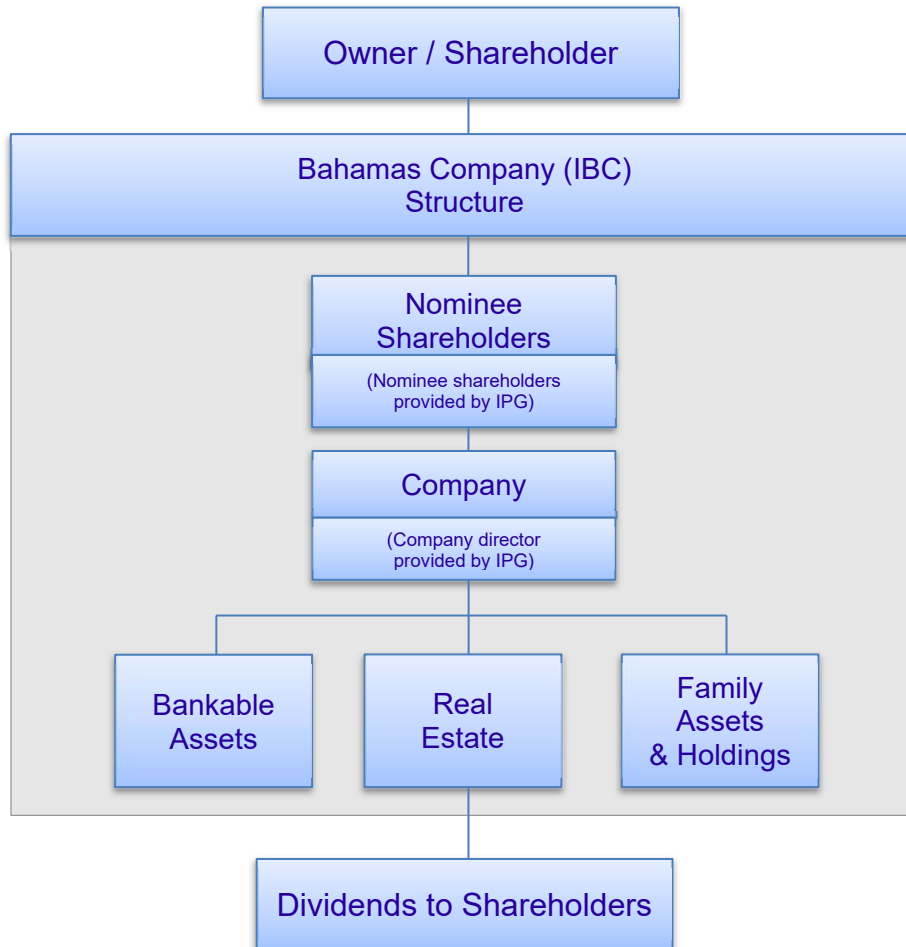 Owner / Shareholder
Bahamas Company (IBC)
Structure
Nominee
Shareholders
(Nominee shareholders
provided by IPG)
Company
(Company director
provided by IPG)
Bankable
Assets
Real
Estate
Family
Assets
& Holdings
Dividends to Shareholders